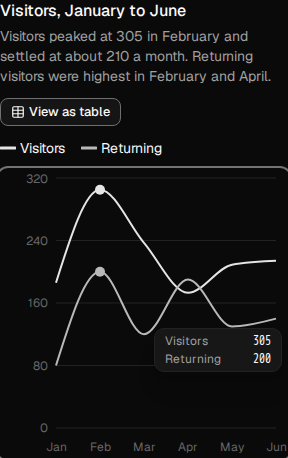 Visitors, January to June
Visitors peaked at 305 in February and
settled at about 210 a month. Returning
visitors were highest in February and April.
View as table
Visitors Returning
320
240
160
80
0
Visitors 305
Returning 200
Jan Feb Mar Apr May Jun